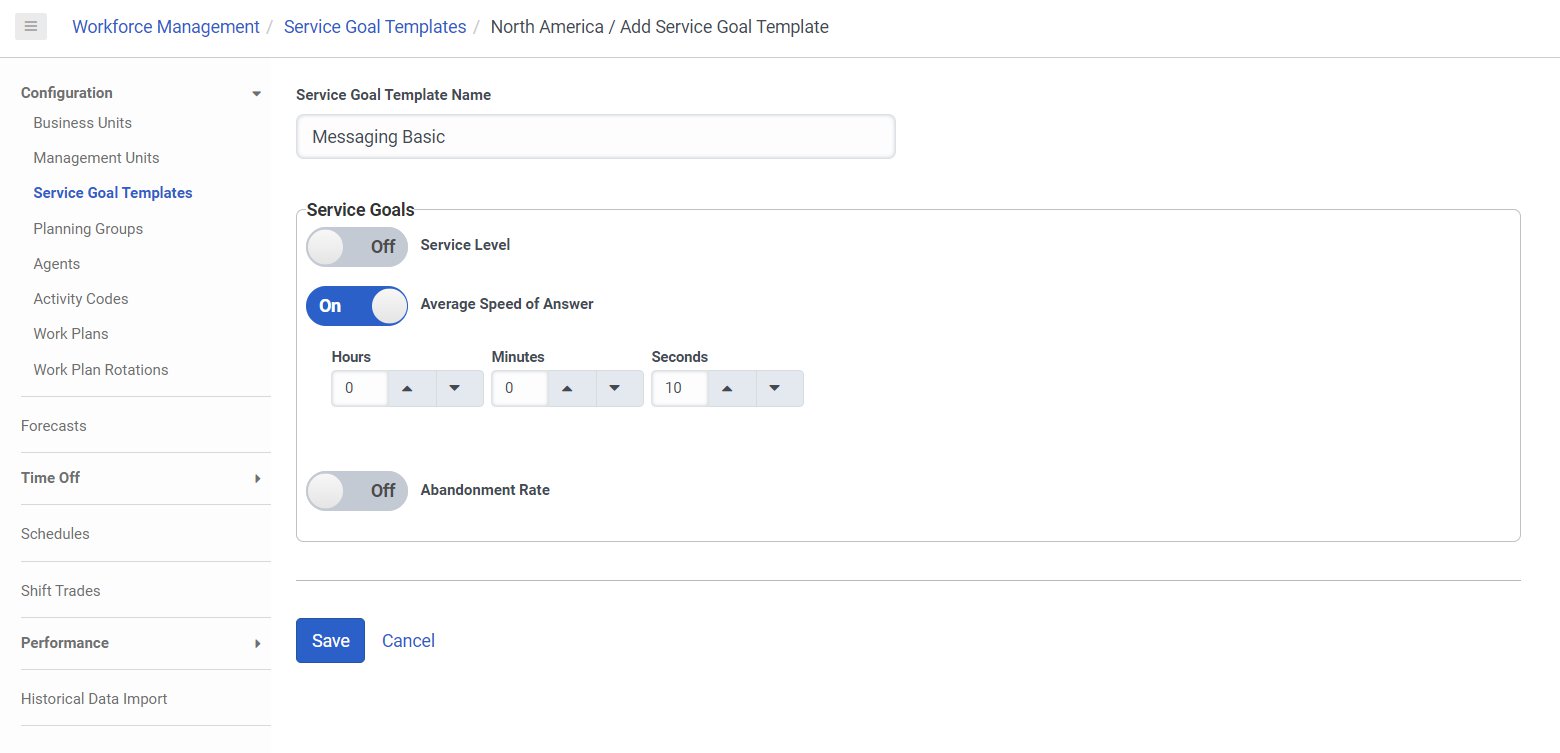 Workforce Management / Service Goal Templates / North America / Add Service Goal Template
Configuration
Business Units
Management Units
Service Goal Templates
Planning Groups
Agents
Activity Codes
Work Plans
Work Plan Rotations
Forecasts
Time Off
Schedules
Shift Trades
Performance
Historical Data Import
Service Goal Template Name
Messaging Basic
Service Goals
Off Service Level
On Average Speed of Answer
Hours Minutes Seconds
0 0 10
Off Abandonment Rate
Save Cancel